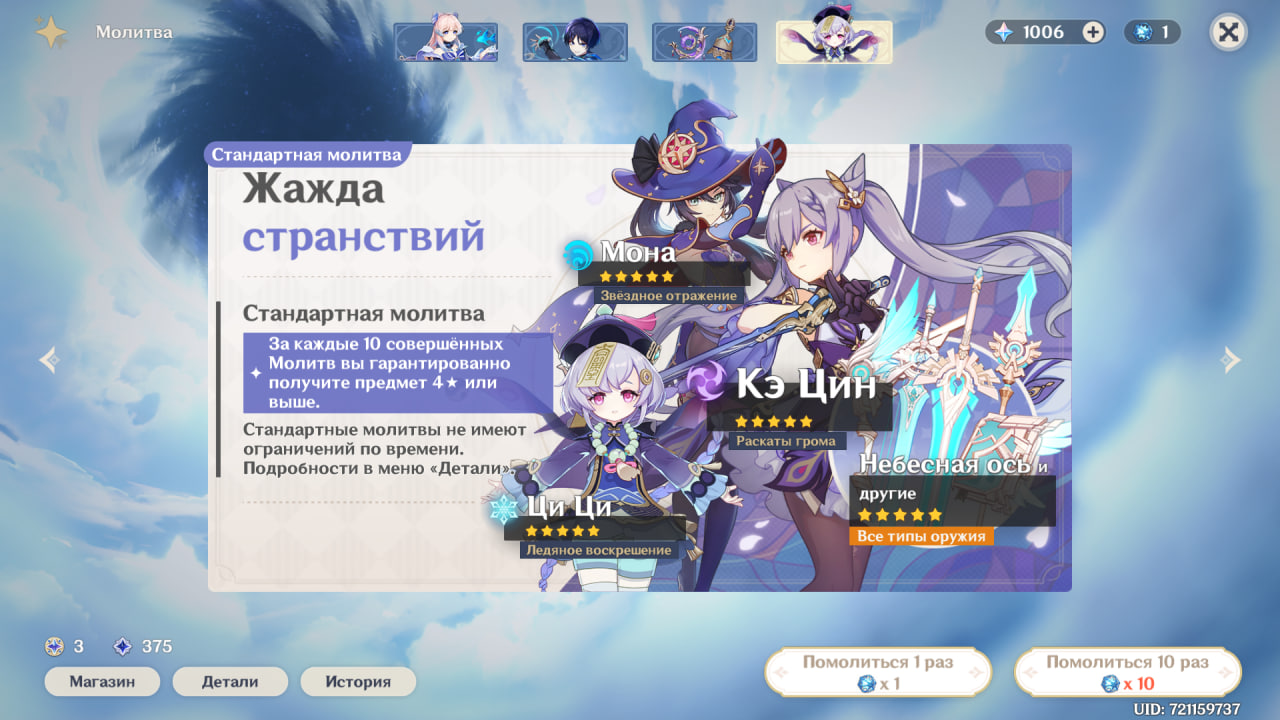 Молитва
1006
1
Стандартная молитва
Жажда
странствий
Стандартная молитва
За каждые 10 совершённых
Молитв вы гарантированно
получите предмет 4★ или
выше.
Стандартные молитвы не имеют
ограничений по времени.
Подробности в меню «Детали».
Мона
Звёздное отражение
Кэ Цин
Раскаты грома
Небесная ось и
другие
Все типы оружия
Ци Ци
Ледяное воскрешение
3 375
Магазин
Детали
История
Помолиться 1 раз
x 1
Помолиться 10 раз
x 10
UID: 721159737